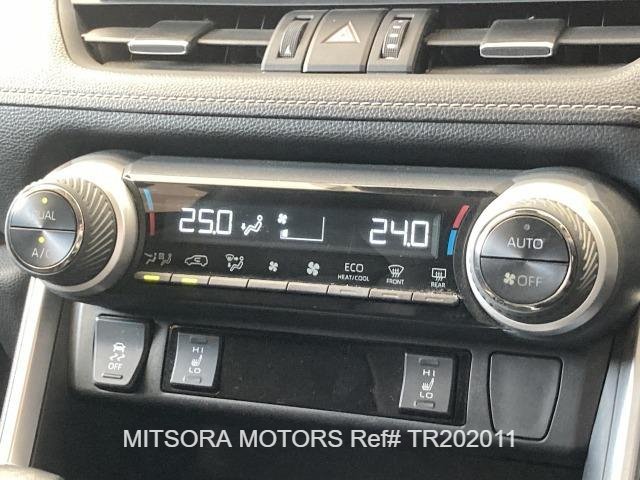 DUAL
A/C
25.0
24.0
AUTO
OFF
ECO
HEAT/COOL
FRONT
REAR
OFF
HI
LO
HI
LO
MITSORA MOTORS Ref# TR202011